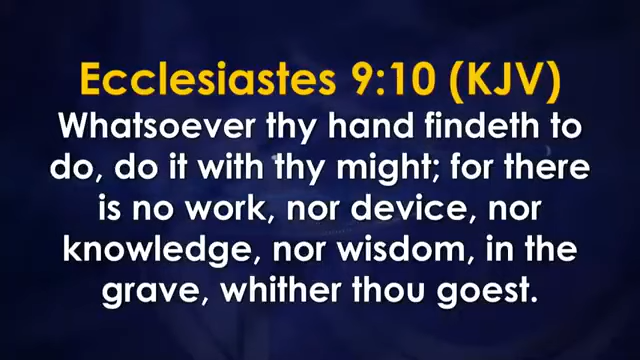 Ecclesiastes 9:10 (KJV)
Whatsoever thy hand findeth to
do, do it with thy might; for there
is no work, nor device, nor
knowledge, nor wisdom, in the
grave, whither thou goest.